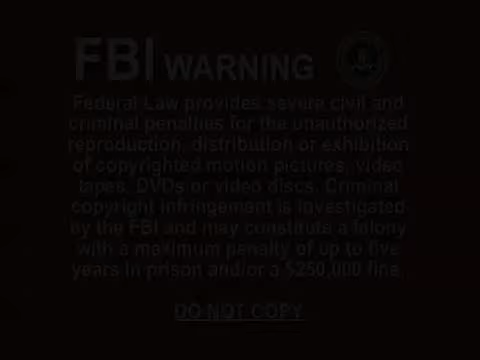 FBI WARNING
Federal Law provides severe civil and
criminal penalties for the unauthorized
reproduction, distribution or exhibition
of copyrighted motion pictures, video
tapes, DVDs or video discs. Criminal
copyright infringement is investigated
by the FBI and may constitute a felony
with a maximum penalty of up to five
years in prison and/or a $250,000 fine.
DO NOT COPY